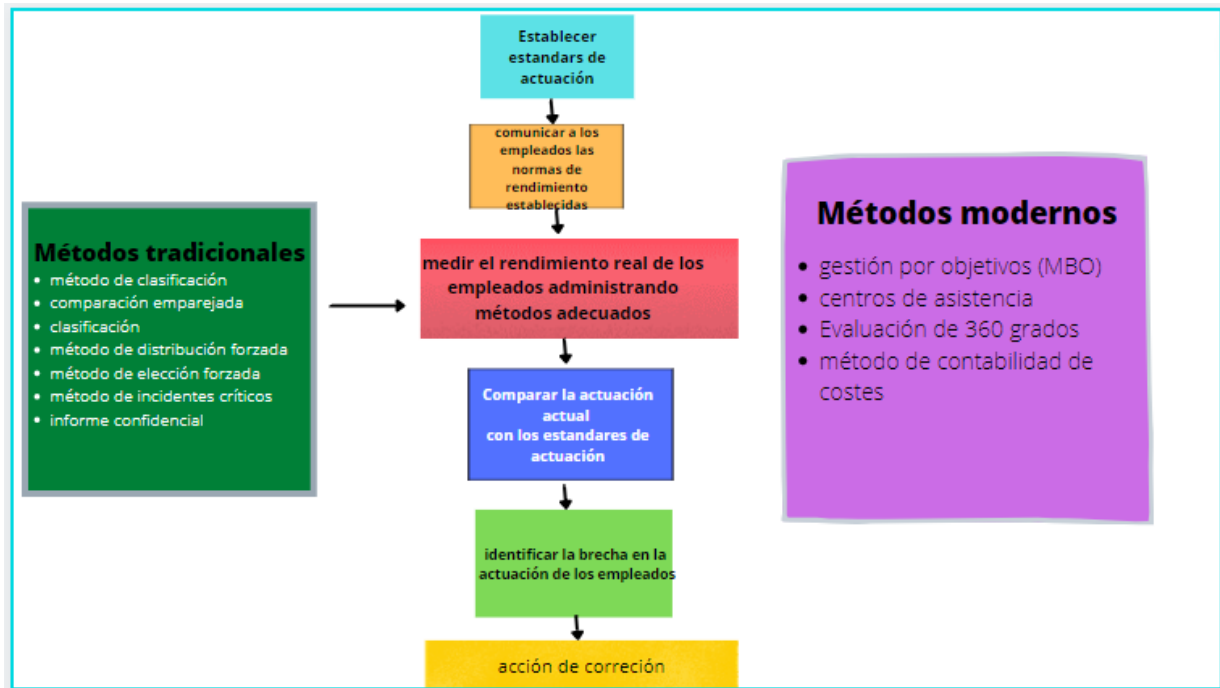 Establecer
estandars de
actuación
comunicar a los
empleados las
normas de
rendimiento
establecidas
Métodos tradicionales
• método de clasificación
• comparación emparejada
• clasificación
• método de distribución forzada
• método de elección forzada
• método de incidentes críticos
• informe confidencial
medir el rendimiento real de los
empleados administrando
métodos adecuados
Métodos modernos
• gestión por objetivos (MBO)
• centros de asistencia
• Evaluación de 360 grados
• método de contabilidad de
costes
Comparar la actuación
actual
con los estandares de
actuación
identificar la brecha en la
actuación de los empleados
acción de correción